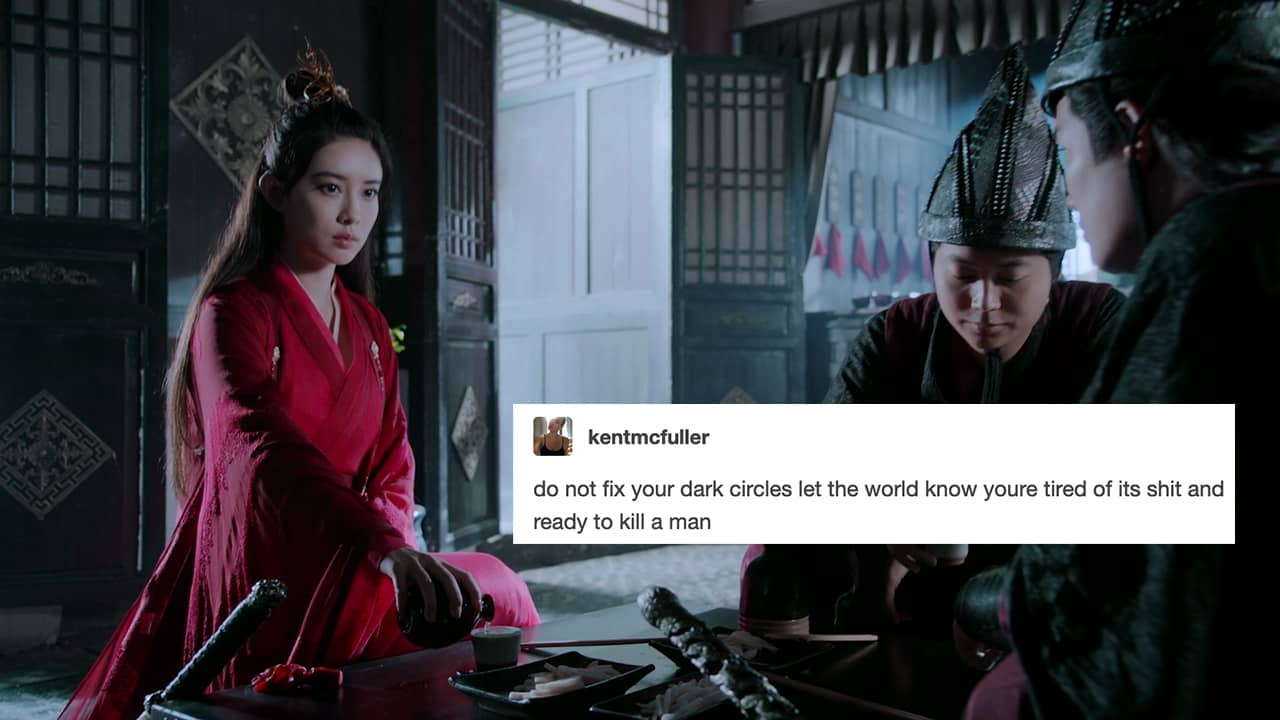 kentmcfuller
do not fix your dark circles let the world know youre tired of its shit and
ready to kill a man